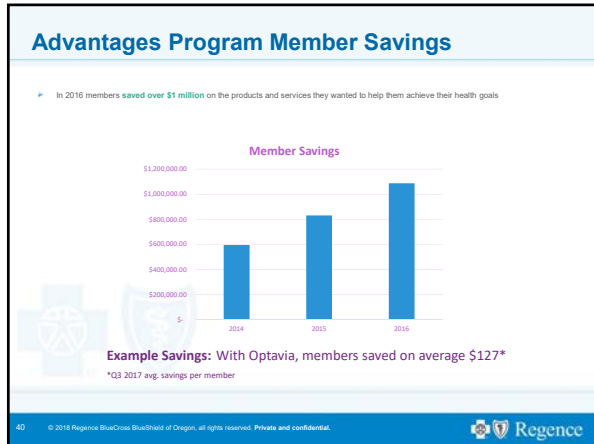 Advantages Program Member Savings
In 2016 members saved over $1 million on the products and services they wanted to help them achieve their health goals
Member Savings
$1,200,000.00
$1,000,000.00
$800,000.00
$600,000.00
$400,000.00
$200,000.00
$-
2014 2015 2016
Example Savings: With Optavia, members saved on average $127*
*Q3 2017 avg. savings per member
40 © 2018 Regence BlueCross BlueShield of Oregon, all rights reserved. Private and confidential.
Regence